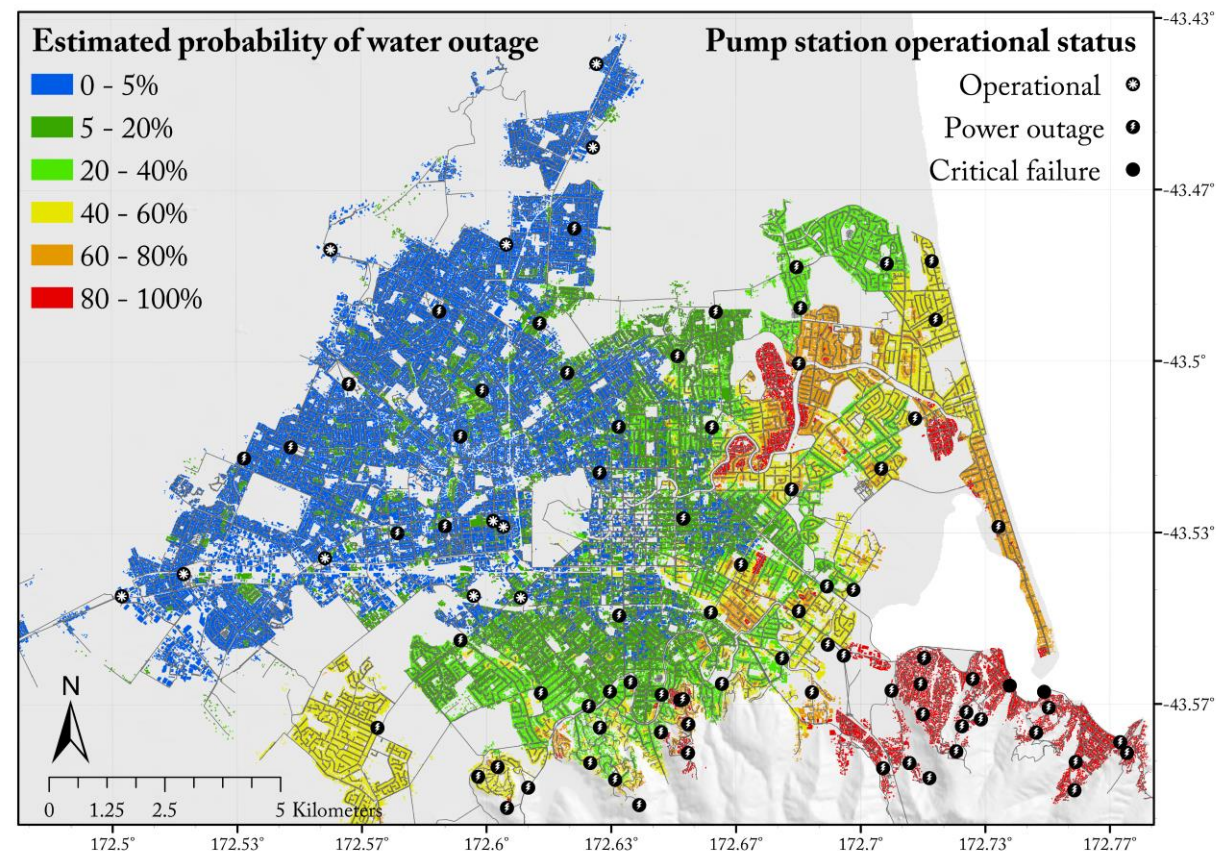 Estimated probability of water outage
0 - 5%
5 - 20%
20 - 40%
40 - 60%
60 - 80%
80 - 100%
Pump station operational status
Operational
Power outage
Critical failure
N
0 1.25 2.5 5 Kilometers
-43.43°
-43.47°
-43.5°
-43.53°
-43.57°
172.5° 172.53° 172.57° 172.6° 172.63° 172.67° 172.7° 172.73° 172.77°